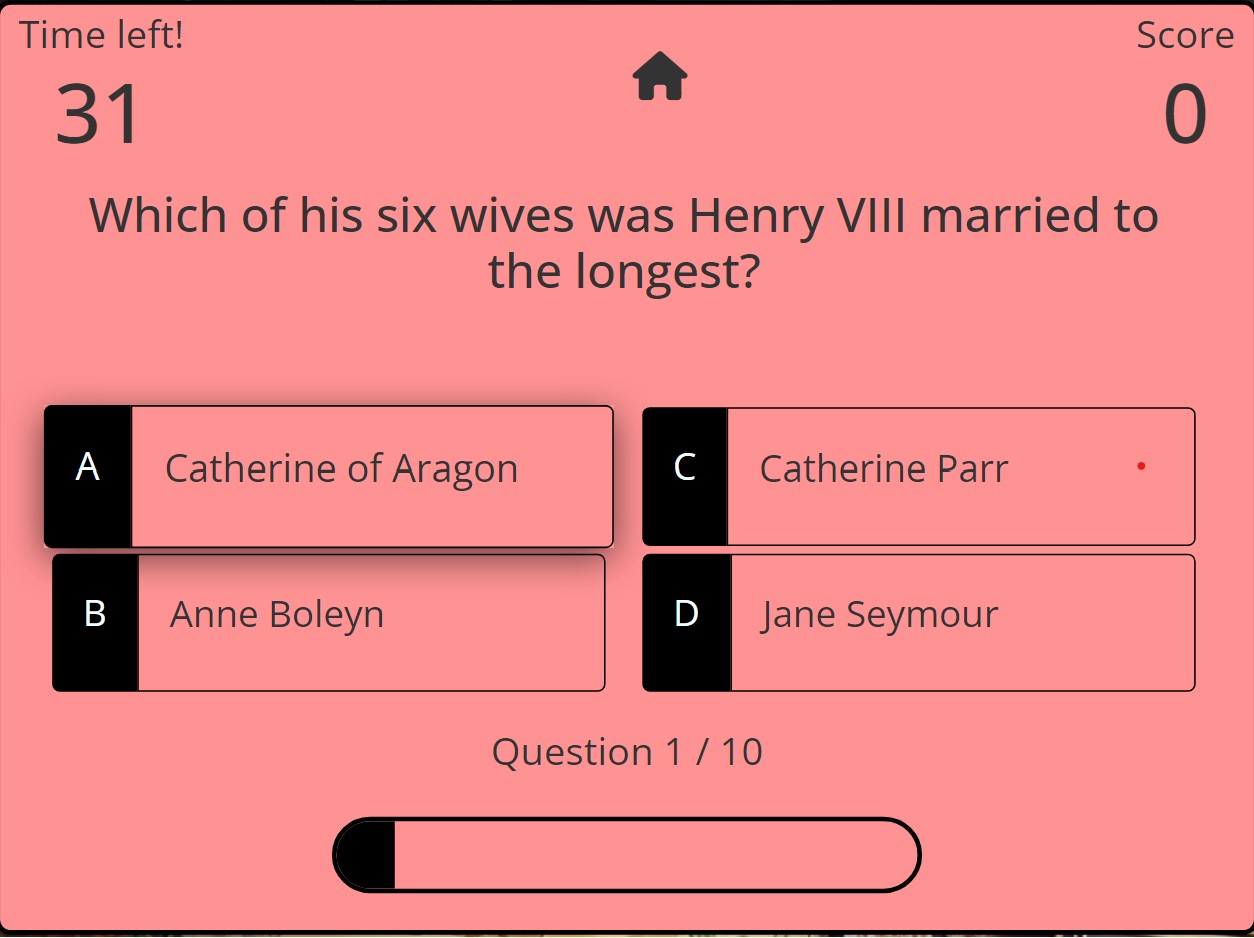 Time left!
Score
31
0
Which of his six wives was Henry VIII married to
the longest?
A
Catherine of Aragon
C
Catherine Parr
B
Anne Boleyn
D
Jane Seymour
Question 1 / 10